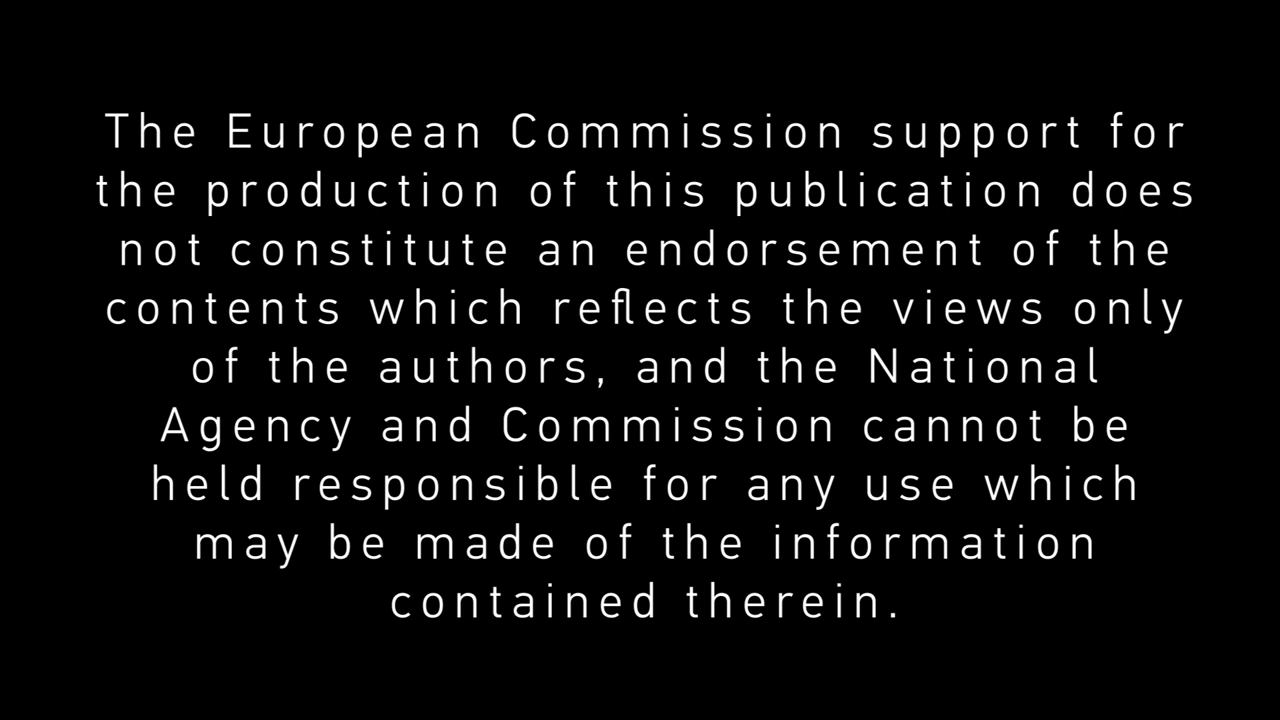 The European Commission support for
the production of this publication does
not constitute an endorsement of the
contents which reflects the views only
of the authors, and the National
Agency and Commission cannot be
held responsible for any use which
may be made of the information
contained therein.